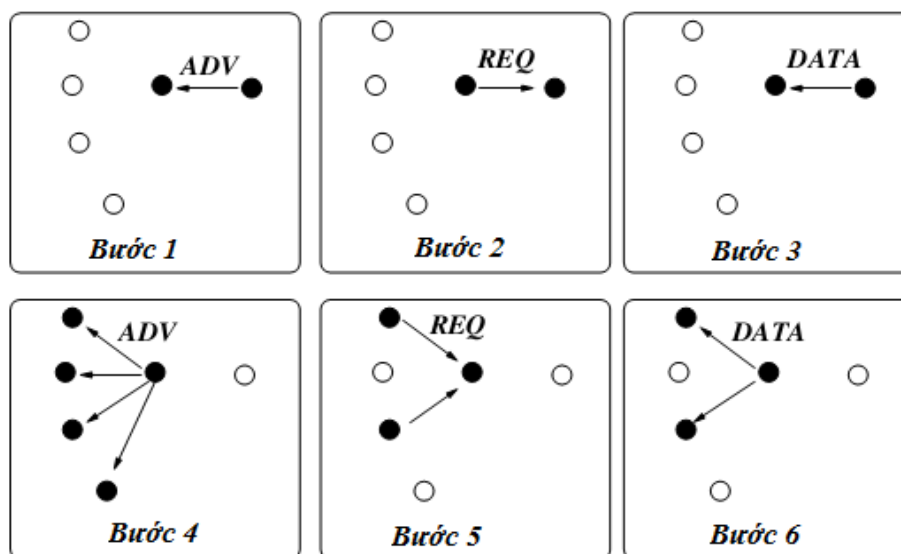 ADV
Bước 1
REQ
Bước 2
DATA
Bước 3
ADV
Bước 4
REQ
Bước 5
DATA
Bước 6